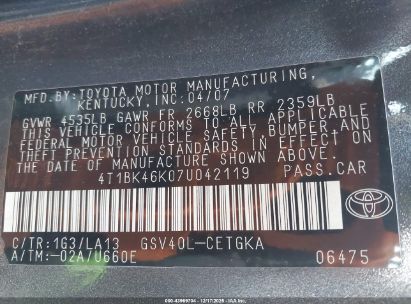 MFD.BY:TOYOTA MOTOR MANUFACTURING,
KENTUCKY,INC.04/07
GVWR 4535LB GAWR FR 2668LB RR 2359LB
THIS VEHICLE CONFORMS TO ALL APPLICABLE
FEDERAL MOTOR VEHICLE SAFETY, BUMPER,AND
THEFT PREVENTION STANDARDS IN EFFECT ON
THE DATE OF MANUFACTURE SHOWN ABOVE.
4T1BK46K07U042119 PASS.CAR
C/TR:1G3/LA13 GSV40L-CETGKA
A/TM:-02A/U660E 06475
TOYOTA